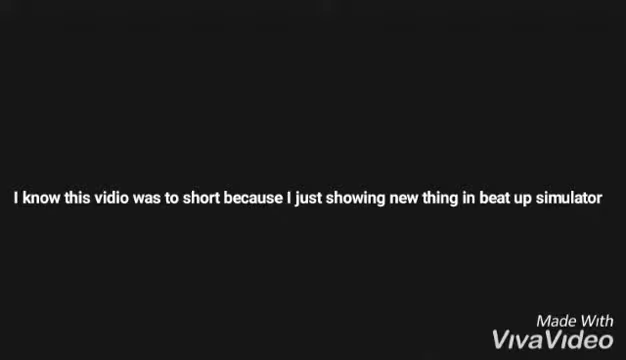 I know this vidio was to short because I just showing new thing in beat up simulator
Made With
VivaVideo